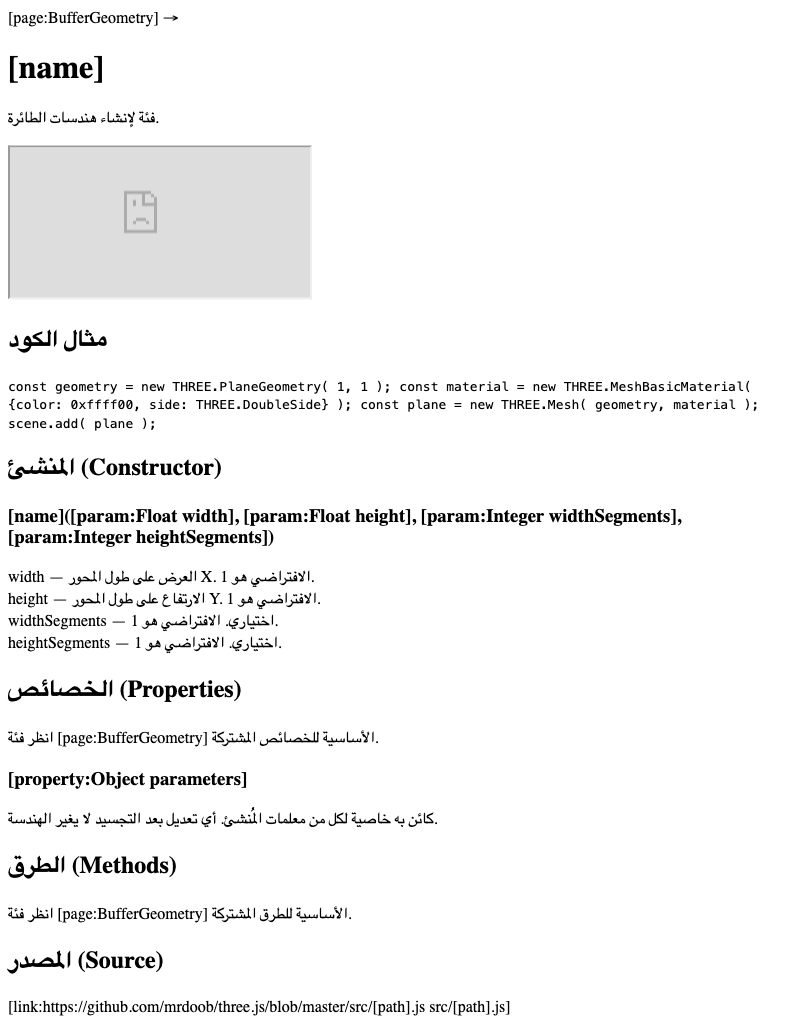 [page:BufferGeometry] →
[name]
فئة لإنشاء هندسات الطائرة.
مثال الكود
const geometry = new THREE.PlaneGeometry( 1, 1 ); const material = new THREE.MeshBasicMaterial(
{color: 0xffff00, side: THREE.DoubleSide} ); const plane = new THREE.Mesh( geometry, material );
scene.add( plane );
المنشئ (Constructor)
[name]([param:Float width], [param:Float height], [param:Integer widthSegments],
[param:Integer heightSegments])
width — العرض على طول المحور X. الافتراضي هو 1.
height — الارتفاع على طول المحور Y. الافتراضي هو 1.
widthSegments — اختياري. الافتراضي هو 1.
heightSegments — اختياري. الافتراضي هو 1.
الخصائص (Properties)
انظر فئة [page:BufferGeometry] الأساسية للخصائص المشتركة.
[property:Object parameters]
كائن به خاصية لكل من معلمات المُنشئ. أي تعديل بعد التجسيد لا يغير الهندسة.
الطرق (Methods)
انظر فئة [page:BufferGeometry] الأساسية للطرق المشتركة.
المصدر (Source)
[link:https://github.com/mrdoob/three.js/blob/master/src/[path].js src/[path].js]